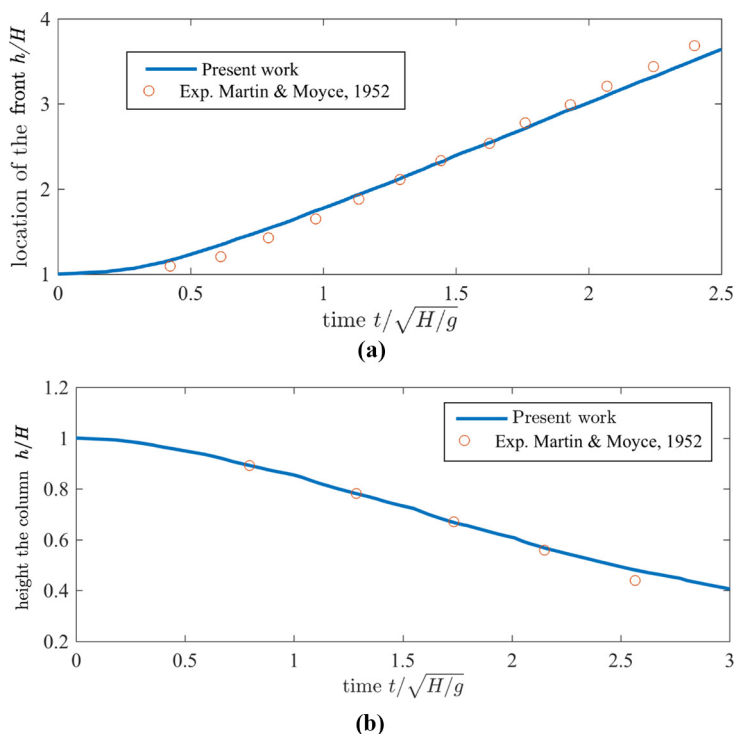 4
3
2
1
location of the front h/H
Present work
Exp. Martin & Moyce, 1952
0 0.5 1 1.5 2 2.5
time t/√H/g
(a)
1.2
1
0.8
0.6
0.4
0.2
height the column h/H
Present work
Exp. Martin & Moyce, 1952
0 0.5 1 1.5 2 2.5 3
time t/√H/g
(b)